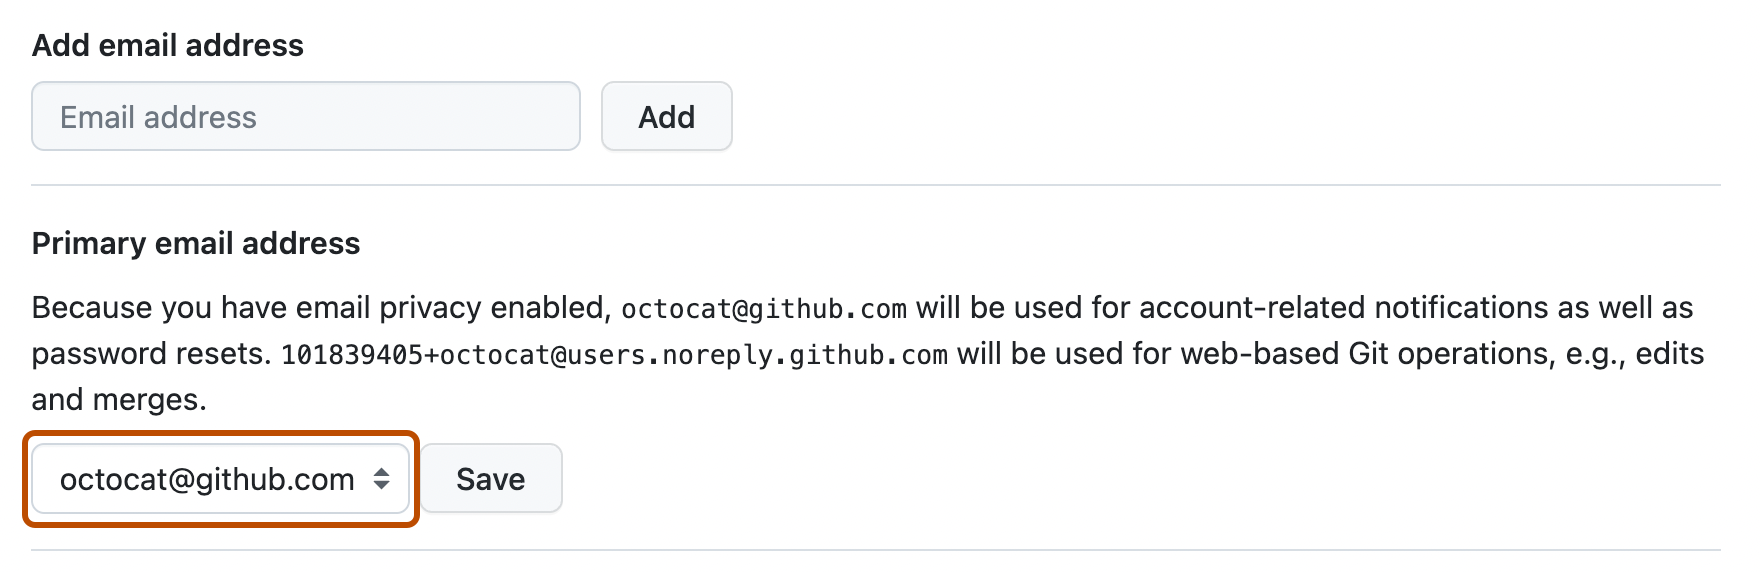 Add email address
Email address
Add
Primary email address
Because you have email privacy enabled, octocat@github.com will be used for account-related notifications as well as
password resets. 101839405+octocat@users.noreply.github.com will be used for web-based Git operations, e.g., edits
and merges.
octocat@github.com
Save